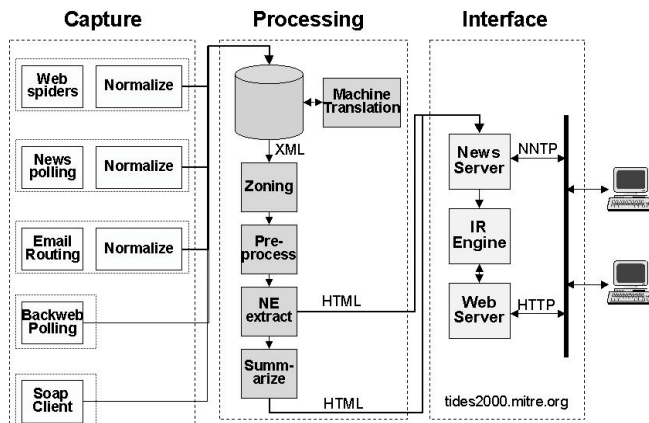 Capture
Processing
Interface
Web
spiders
Normalize
News
polling
Normalize
Email
Routing
Normalize
Backweb
Polling
Soap
Client
Machine
Translation
XML
Zoning
Pre-
process
NE
extract
HTML
Summ-
arize
HTML
News
Server
NNTP
IR
Engine
Web
Server
HTTP
tides2000.mitre.org